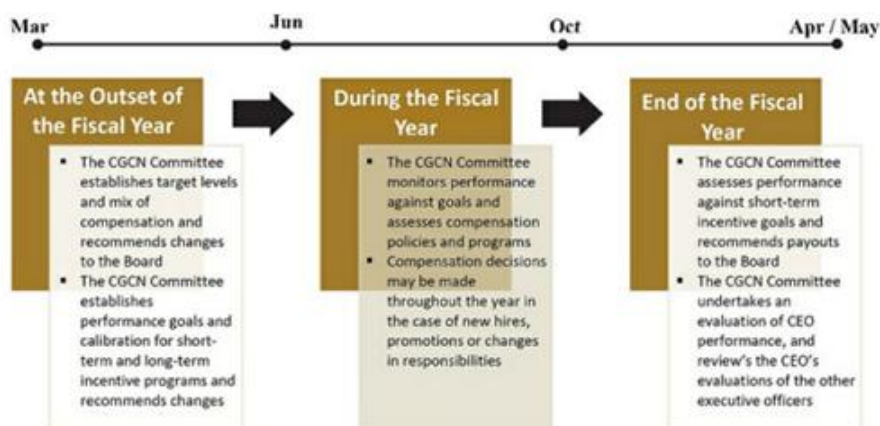 Mar
Jun
Oct
Apr / May
At the Outset of
the Fiscal Year
▪ The CGCN Committee
establishes target levels
and mix of
compensation and
recommends changes
to the Board
▪ The CGCN Committee
establishes
performance goals and
calibration for short-
term and long-term
incentive programs and
recommends changes
During the Fiscal
Year
▪ The CGCN Committee
monitors performance
against goals and
assesses compensation
policies and programs
▪ Compensation decisions
may be made
throughout the year in
the case of new hires,
promotions or changes
in responsibilities
End of the Fiscal
Year
▪ The CGCN Committee
assesses performance
against short-term
incentive goals and
recommends payouts
to the Board
▪ The CGCN Committee
undertakes an
evaluation of CEO
performance, and
review's the CEO's
evaluations of the other
executive officers